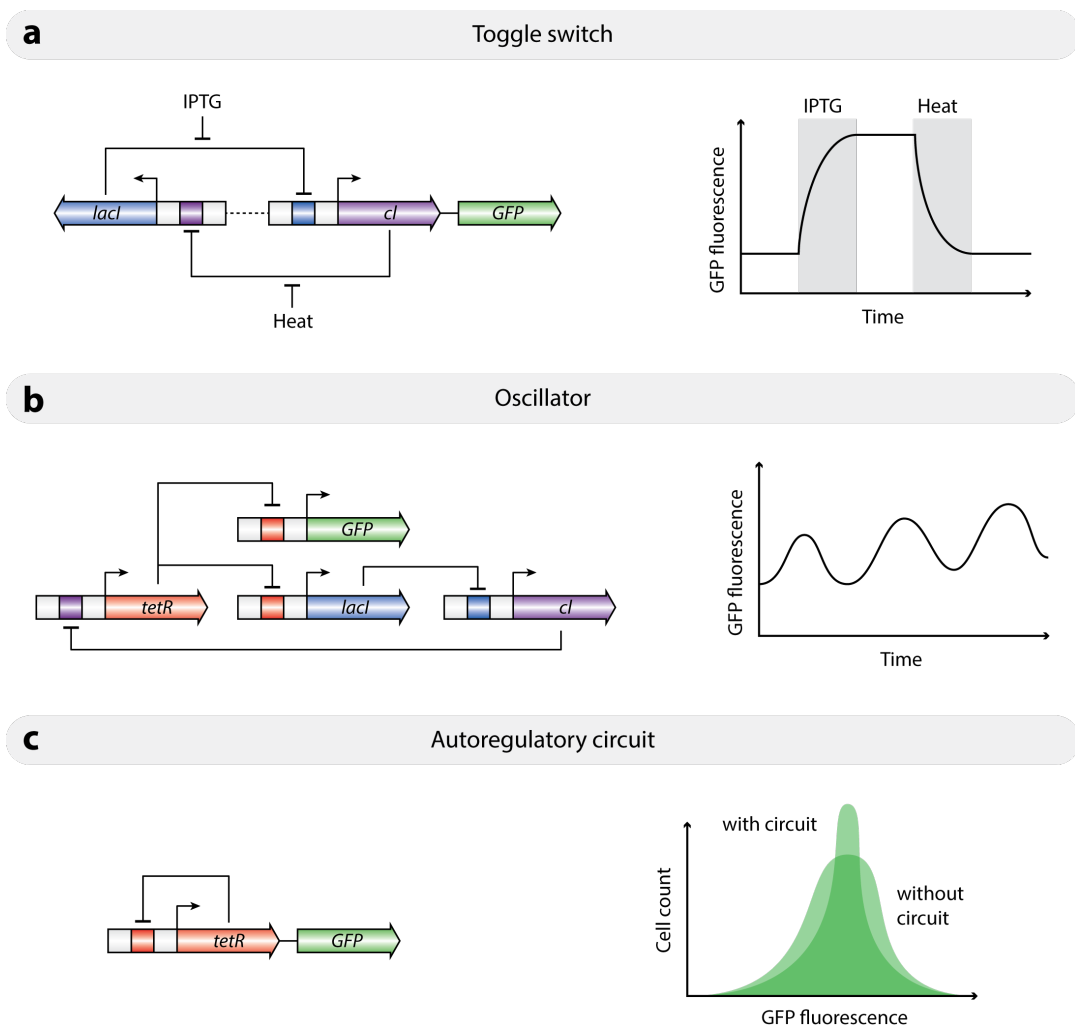 a
Toggle switch
IPTG
lacI
cI
GFP
Heat
IPTG
Heat
GFP fluorescence
Time
b
Oscillator
GFP
tetR
lacI
cI
GFP fluorescence
Time
c
Autoregulatory circuit
tetR
GFP
with circuit
without
circuit
Cell count
GFP fluorescence